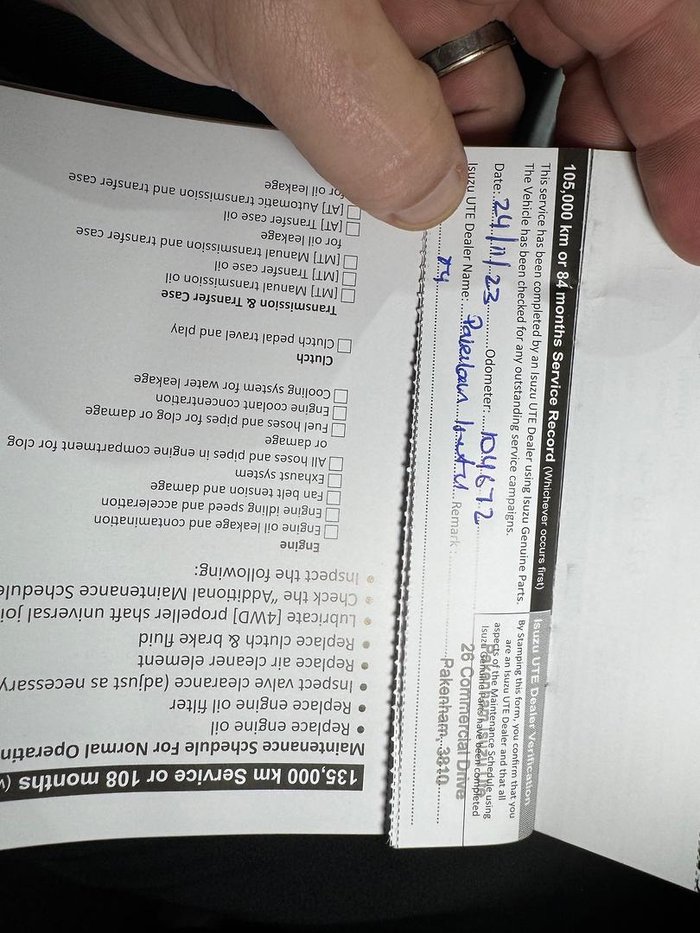 105,000 km or 84 months Service Record (Whichever occurs first)
This service has been completed by an Isuzu UTE Dealer using Isuzu Genuine Parts.
The Vehicle has been checked for any outstanding service campaigns.
Date: 24/11/23 Odometer: 104672
Isuzu UTE Dealer Name: Remark :
Isuzu UTE Dealer Verification
By Stamping this form, you confirm that you
are an Isuzu UTE Dealer and that all
aspects of the Maintenance Schedule using
Isuzu Genuine Parts have been completed
Pakenham Isuzu Ute
26 Commercial Drive
Pakenham, 3810
135,000 km Service or 108 months
Maintenance Schedule For Normal Operatin
• Replace engine oil
• Replace engine oil filter
• Inspect valve clearance (adjust as necessary
• Replace air cleaner element
• Replace clutch & brake fluid
• Lubricate [4WD] propeller shaft universal joi
• Check the "Additional Maintenance Schedule
• Inspect the following:
Engine
Engine oil leakage and contamination
Engine idling speed and acceleration
Fan belt tension and damage
Exhaust system
All hoses and pipes in engine compartment for clog
or damage
Fuel hoses and pipes for clog or damage
Engine coolant concentration
Cooling system for water leakage
Clutch
Clutch pedal travel and play
Transmission & Transfer Case
[MT] Manual transmission oil
[MT] Transfer case oil
[MT] Manual transmission and transfer case
for oil leakage
[AT] Transfer case oil
[AT] Automatic transmission and transfer case
for oil leakage